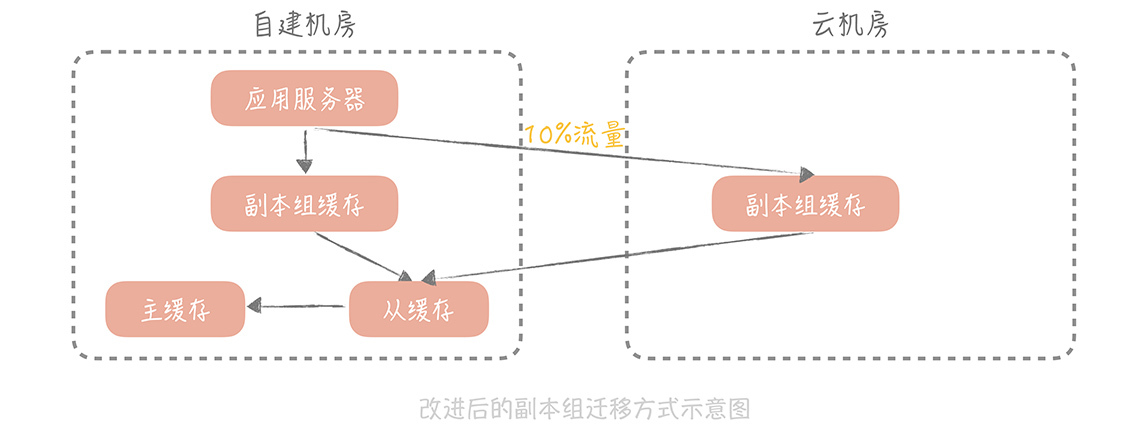 自建机房
云机房
应用服务器
10%流量
副本组缓存
副本组缓存
主缓存
从缓存
改进后的副本组迁移方式示意图